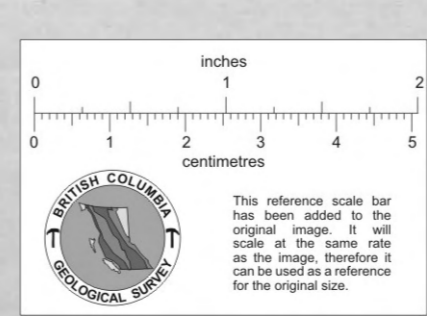 inches
0 1 2
0 1 2 3 4 5
centimetres
BRITISH COLUMBIA
GEOLOGICAL SURVEY
This reference scale bar
has been added to the
original image. It will
scale at the same rate
as the image, therefore it
can be used as a reference
for the original size.